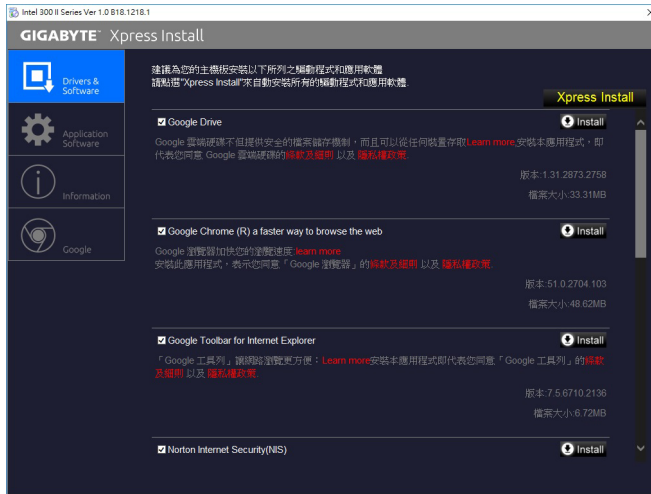 Intel 300 II Series Ver 1.0 B18.1218.1
GIGABYTE™ Xpress Install
Drivers & Software
Application Software
Information
Google
建議為您的主機板安裝以下所列之驅動程式和應用軟體
請點選"Xpress Install"來自動安裝所有的驅動程式和應用軟體.
Xpress Install
Google Drive
Install
Google 雲端硬碟不但提供安全的檔案儲存機制，而且可以從任何裝置存取Learn more.安裝本應用程式，即
代表您同意 Google 雲端硬碟的條款及細則 以及 隱私權政策.
版本:1.31.2873.2758
檔案大小:33.31MB
Google Chrome (R) a faster way to browse the web
Install
Google 瀏覽器加快您的瀏覽速度 learn more
安裝此應用程式，表示您同意「Google 瀏覽器」的條款及細則 以及 隱私權政策.
版本:51.0.2704.103
檔案大小:48.62MB
Google Toolbar for Internet Explorer
Install
「Google 工具列」讓網路瀏覽更方便：Learn more安裝本應用程式即代表您同意「Google 工具列」的條款
及細則 以及 隱私權政策.
版本:7.5.6710.2136
檔案大小:6.72MB
Norton Internet Security(NIS)
Install